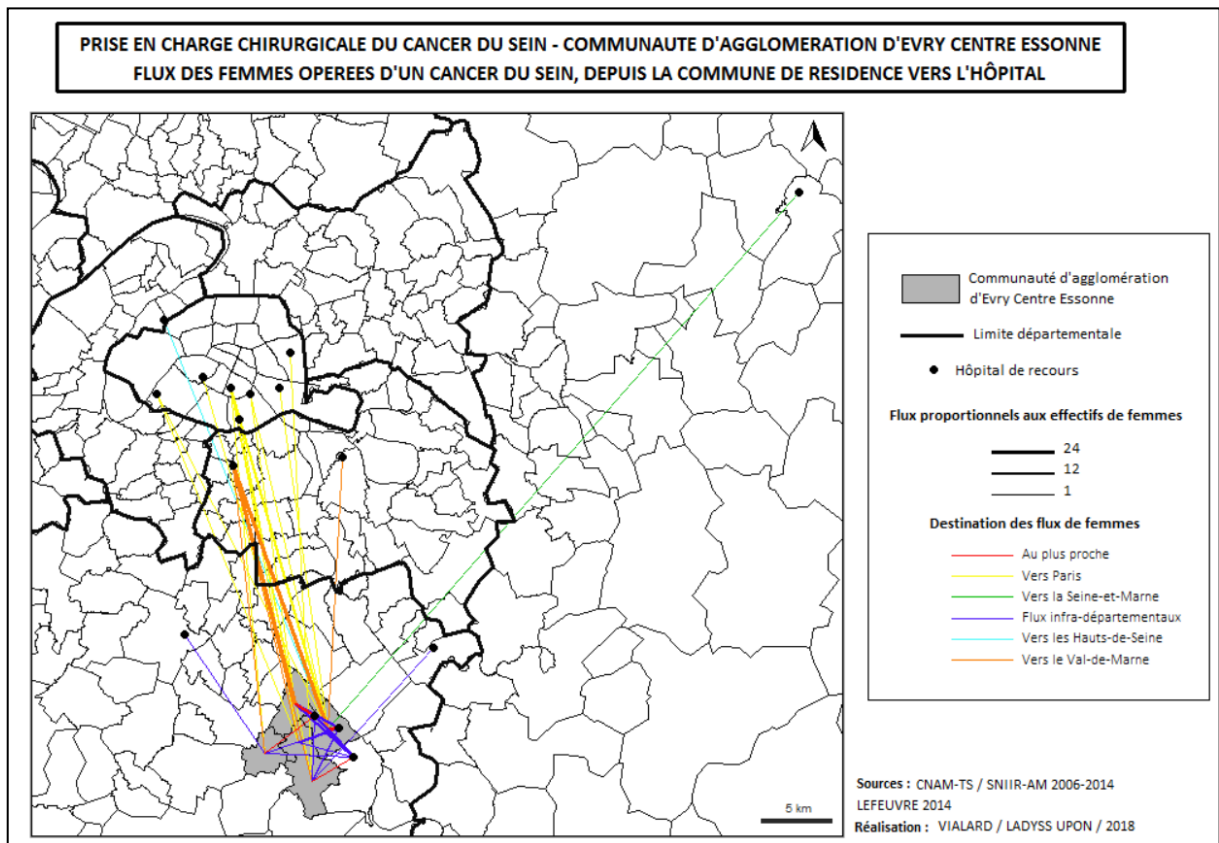 PRISE EN CHARGE CHIRURGICALE DU CANCER DU SEIN - COMMUNAUTE D'AGGLOMERATION D'EVRY CENTRE ESSONNE
FLUX DES FEMMES OPEREES D'UN CANCER DU SEIN, DEPUIS LA COMMUNE DE RESIDENCE VERS L'HÔPITAL
Communauté d'agglomération
d'Evry Centre Essonne
Limite départementale
Hôpital de recours
Flux proportionnels aux effectifs de femmes
24
12
1
Destination des flux de femmes
Au plus proche
Vers Paris
Vers la Seine-et-Marne
Flux infra-départementaux
Vers les Hauts-de-Seine
Vers le Val-de-Marne
5 km
Sources : CNAM-TS / SNIIR-AM 2006-2014
LEFEUVRE 2014
Réalisation : VIALARD / LADYSS UPON / 2018